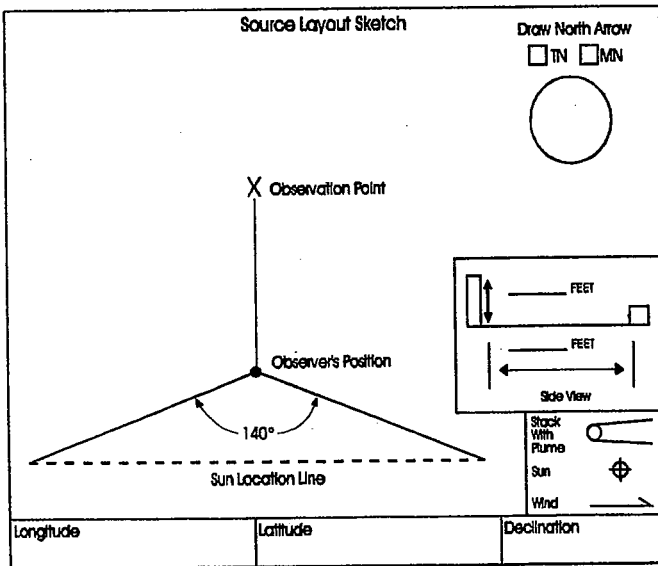 Source Layout Sketch
Draw North Arrow
TN MN
X Observation Point
FEET
Observer's Position
FEET
Side View
140°
Sun Location Line
Stack
With
Plume
Sun
Wind
Longitude
Latitude
Declination